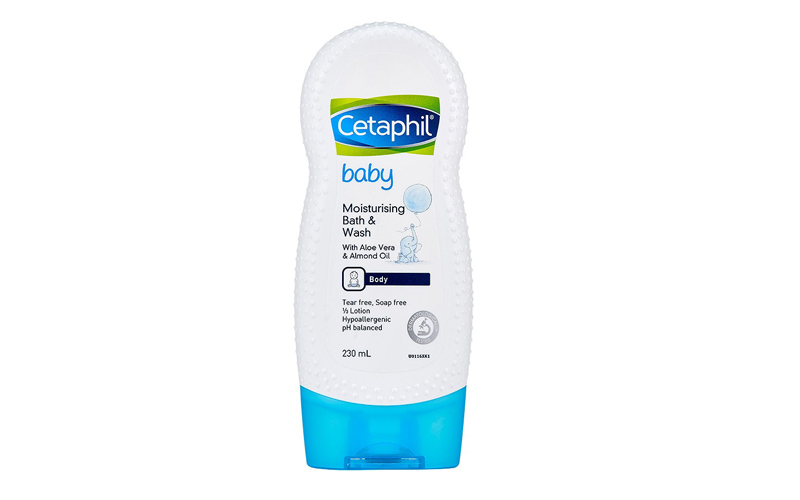 Cetaphil®
baby
Moisturising
Bath &
Wash
With Aloe Vera
& Almond Oil
Body
Tear free, Soap free
½ Lotion
Hypoallergenic
pH balanced
230 mL